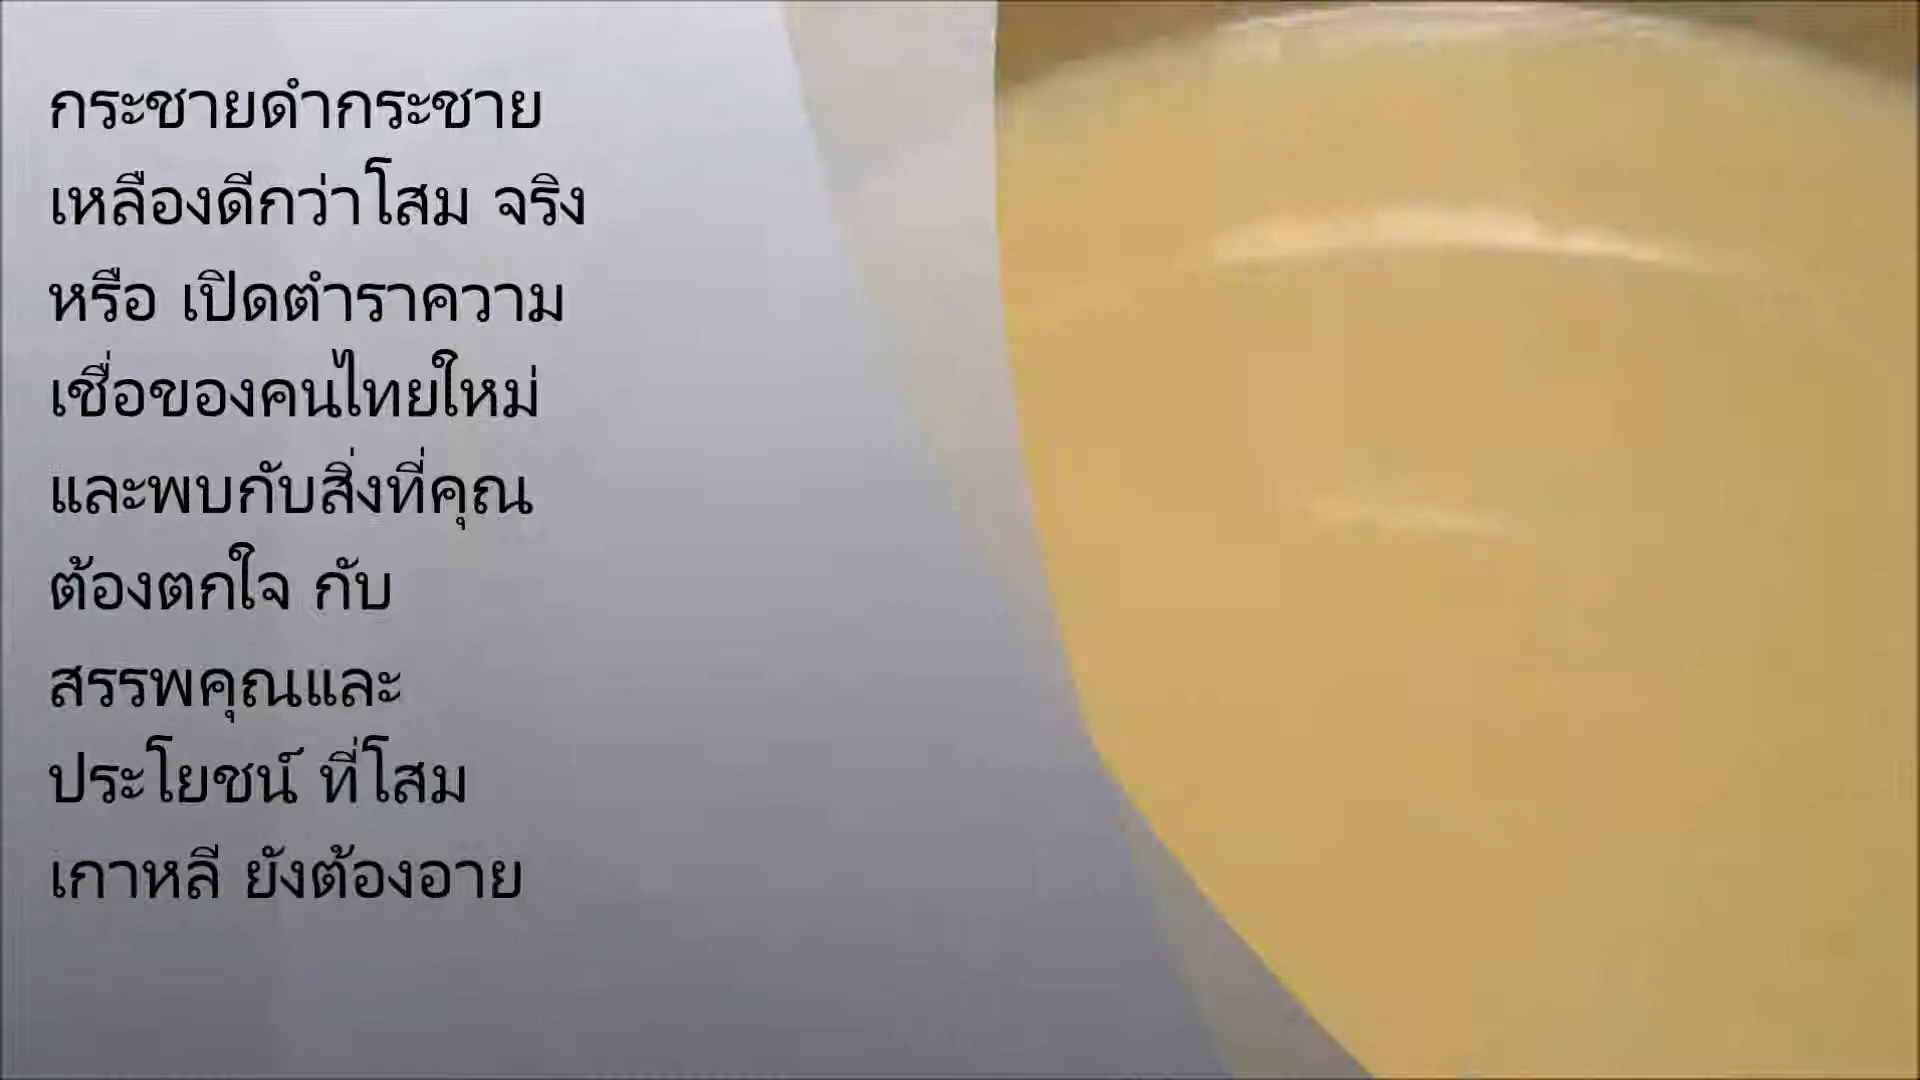 กระชายดำกระชาย
เหลืองดีกว่าโสม จริง
หรือ เปิดตำราความ
เชื่อของคนไทยใหม่
และพบกับสิ่งที่คุณ
ต้องตกใจ กับ
สรรพคุณและ
ประโยชน์ ที่โสม
เกาหลี ยังต้องอาย